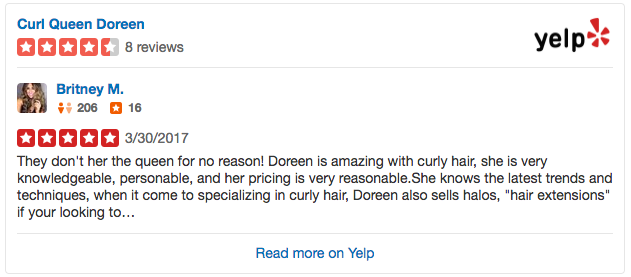 Curl Queen Doreen
8 reviews
yelp
Britney M.
206 16
3/30/2017
They don't her the queen for no reason! Doreen is amazing with curly hair, she is very
knowledgeable, personable, and her pricing is very reasonable.She knows the latest trends and
techniques, when it come to specializing in curly hair, Doreen also sells halos, "hair extensions"
if your looking to…
Read more on Yelp